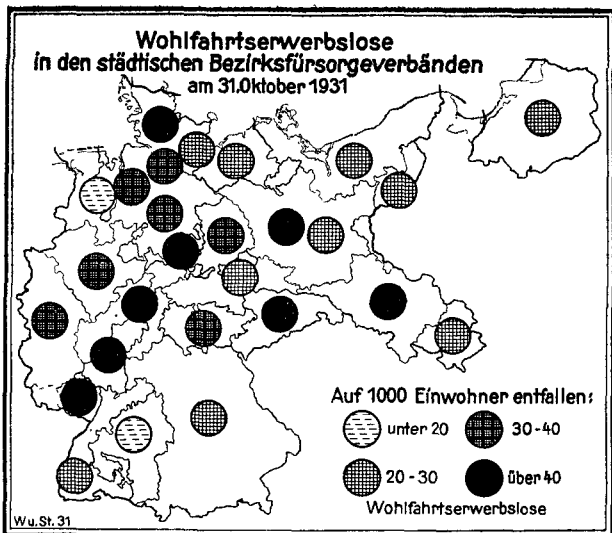 Wohlfahrtserwerbslose
in den städtischen Bezirksfürsorgeverbänden
am 31.Oktober 1931
Auf 1000 Einwohner entfallen:
unter 20
30-40
20-30
über 40
Wohlfahrtserwerbslose
W.u.St. 31